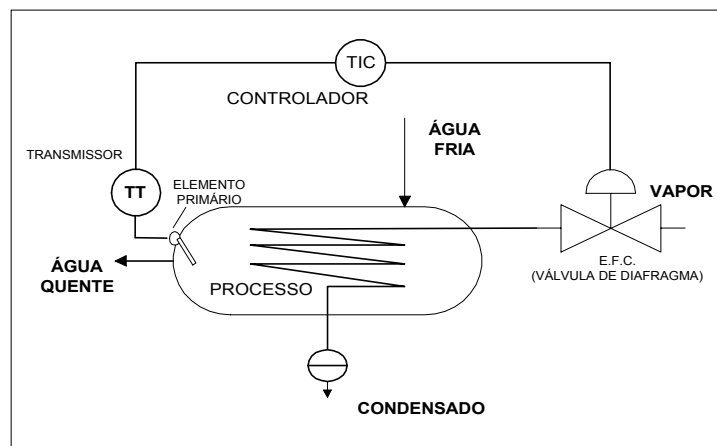 TIC
CONTROLADOR
ÁGUA
FRIA
TRANSMISSOR
TT
ELEMENTO
PRIMÁRIO
VAPOR
E.F.C.
(VÁLVULA DE DIAFRAGMA)
ÁGUA
QUENTE
PROCESSO
CONDENSADO